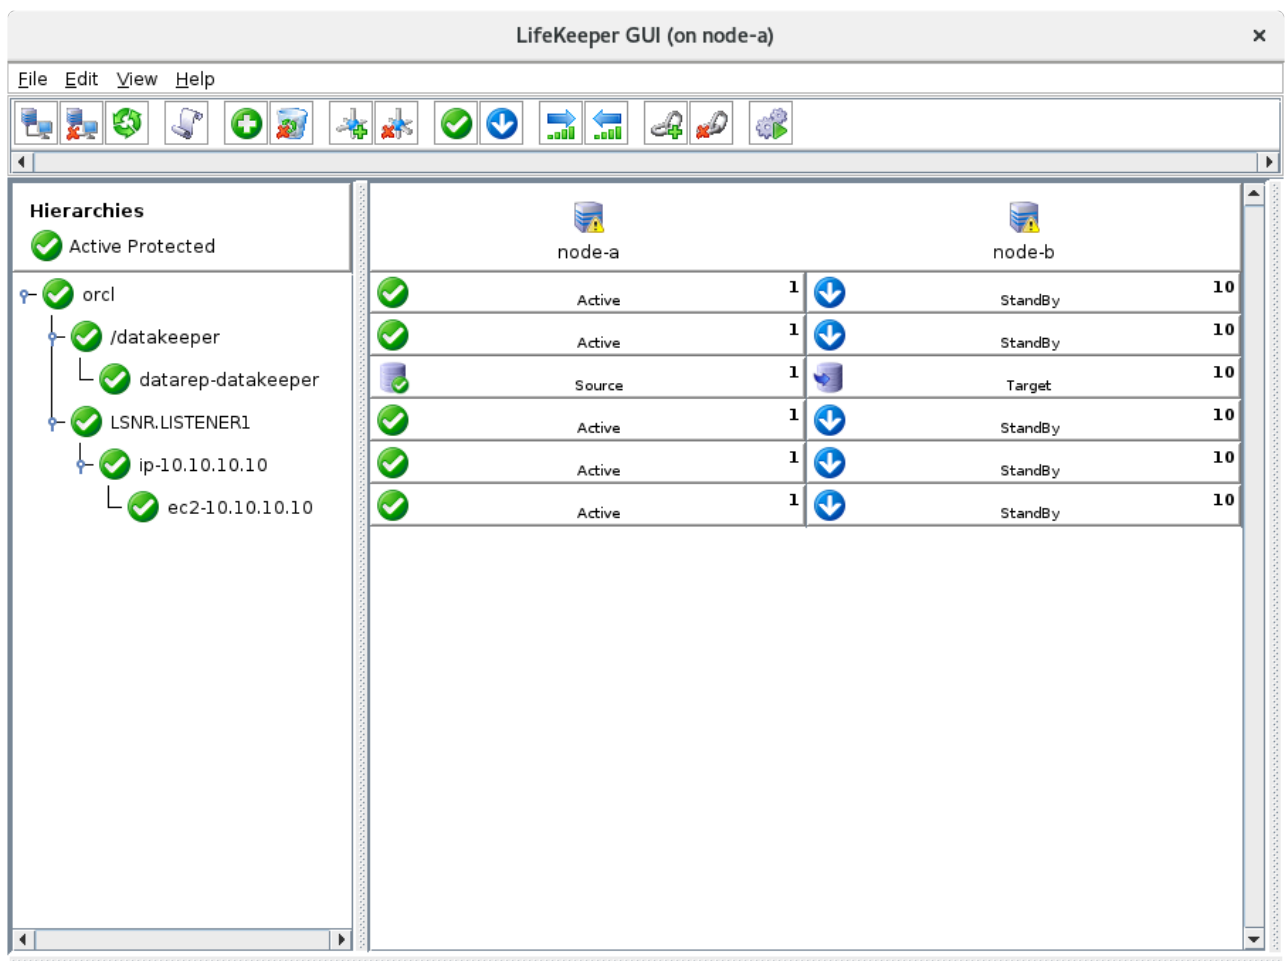 LifeKeeper GUI (on node-a)
File Edit View Help
Hierarchies
Active Protected
node-a node-b
orcl Active 1 StandBy 10
/datakeeper Active 1 StandBy 10
datarep-datakeeper Source 1 Target 10
LSNR.LISTENER1 Active 1 StandBy 10
ip-10.10.10.10 Active 1 StandBy 10
ec2-10.10.10.10 Active 1 StandBy 10